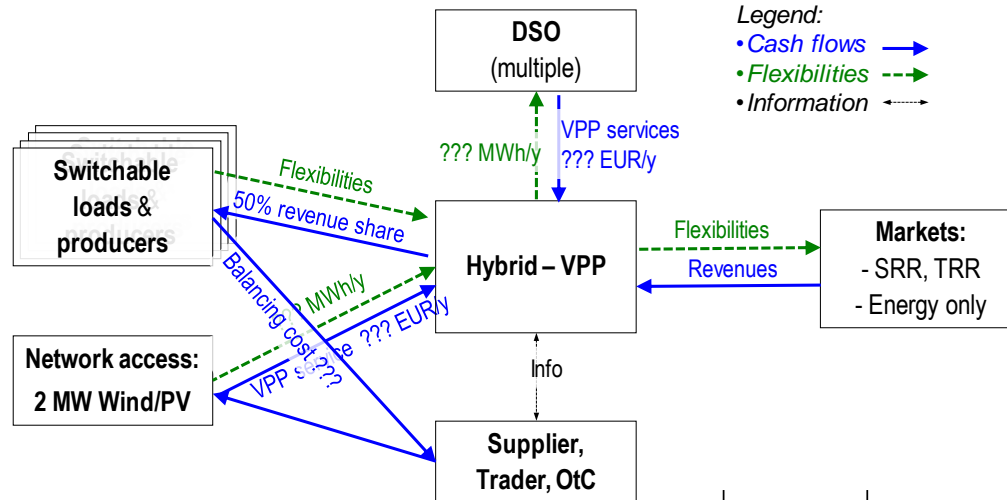 DSO
(multiple)
Legend:
•Cash flows
•Flexibilities
•Information
??? MWh/y
VPP services
??? EUR/y
Switchable
loads &
producers
Flexibilities
50% revenue share
Hybrid – VPP
Flexibilities
Revenues
Markets:
- SRR, TRR
- Energy only
Balancing cost ???
?? MWh/y
VPP service ??? EUR/y
Network access:
2 MW Wind/PV
Info
Supplier,
Trader, OtC